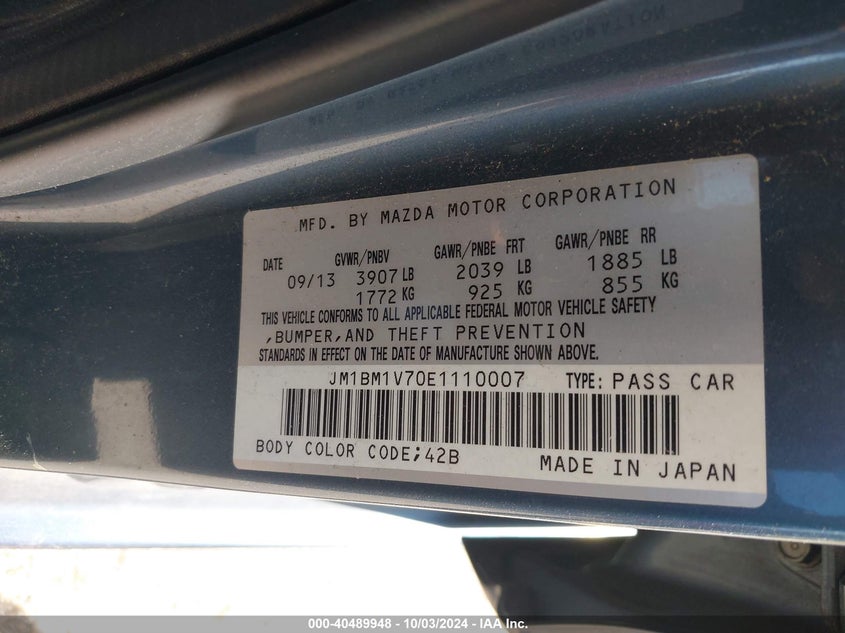 MFD. BY MAZDA MOTOR CORPORATION
DATE GVWR/PNBV GAWR/PNBE FRT GAWR/PNBE RR
09/13 3907 LB 2039 LB 1885 LB
1772 KG 925 KG 855 KG
THIS VEHICLE CONFORMS TO ALL APPLICABLE FEDERAL MOTOR VEHICLE SAFETY
,BUMPER,AND THEFT PREVENTION
STANDARDS IN EFFECT ON THE DATE OF MANUFACTURE SHOWN ABOVE.
JM1BM1V70E1110007 TYPE: PASS CAR
BODY COLOR CODE;42B
MADE IN JAPAN
000-40489948 - 10/03/2024 - IAA Inc.